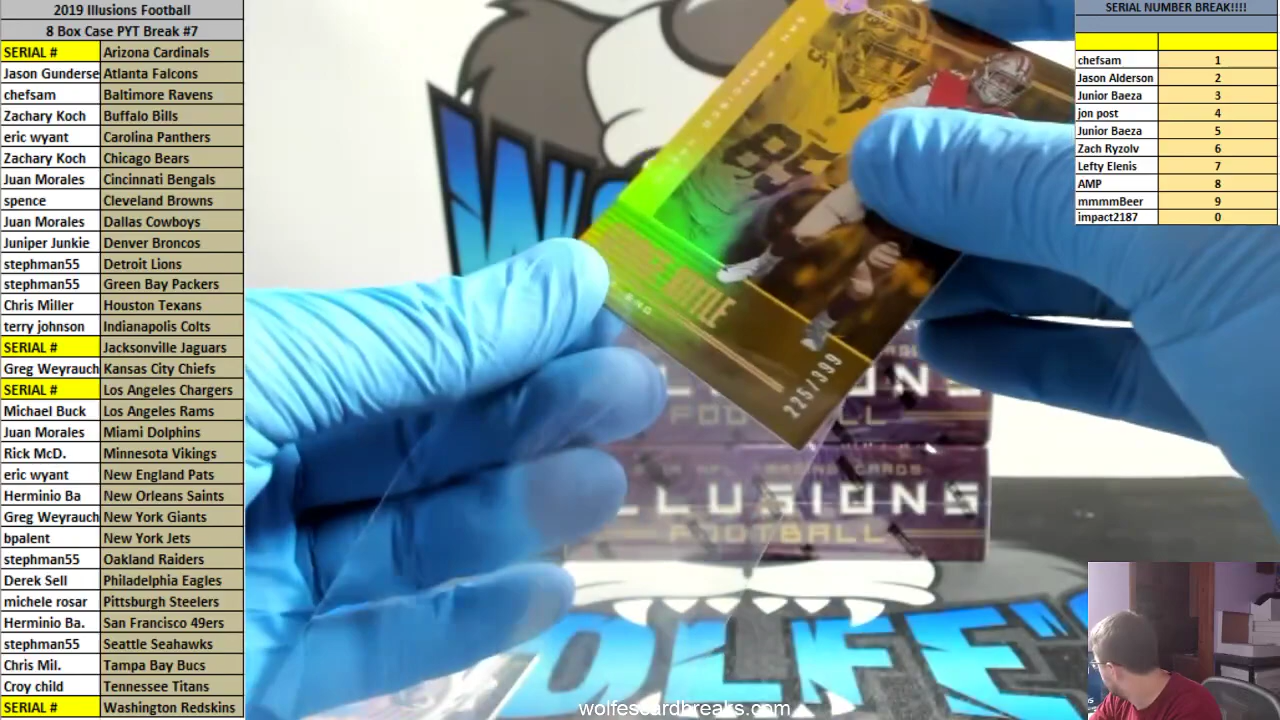 2019 Illusions Football
8 Box Case PYT Break #7
SERIAL # Arizona Cardinals
Jason Gunderse Atlanta Falcons
chefsam Baltimore Ravens
Zachary Koch Buffalo Bills
eric wyant Carolina Panthers
Zachary Koch Chicago Bears
Juan Morales Cincinnati Bengals
spence Cleveland Browns
Juan Morales Dallas Cowboys
Juniper Junkie Denver Broncos
stephman55 Detroit Lions
stephman55 Green Bay Packers
Chris Miller Houston Texans
terry johnson Indianapolis Colts
SERIAL # Jacksonville Jaguars
Greg Weyrauch Kansas City Chiefs
SERIAL # Los Angeles Chargers
Michael Buck Los Angeles Rams
Juan Morales Miami Dolphins
Rick McD. Minnesota Vikings
eric wyant New England Pats
Herminio Ba New Orleans Saints
Greg Weyrauch New York Giants
bpalent New York Jets
stephman55 Oakland Raiders
Derek Sell Philadelphia Eagles
michele rosar Pittsburgh Steelers
Herminio Ba. San Francisco 49ers
stephman55 Seattle Seahawks
Chris Mil. Tampa Bay Bucs
Croy child Tennessee Titans
SERIAL # Washington Redskins
SERIAL NUMBER BREAK!!!!
chefsam 1
Jason Alderson 2
Junior Baeza 3
jon post 4
Junior Baeza 5
Zach Ryzolv 6
Lefty Elenis 7
AMP 8
mmmmBeer 9
impact2187 0
85
KITTLE
225/399
FOOTBALL
LLUSIONS
FOOTBALL
OLFE'S
wolfescardbreaks.com